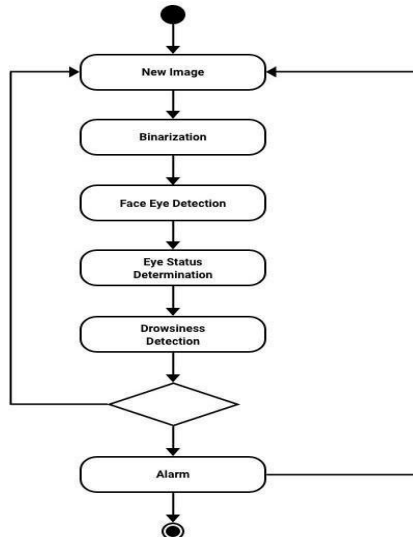 New Image
Binarization
Face Eye Detection
Eye Status
Determination
Drowsiness
Detection
Alarm